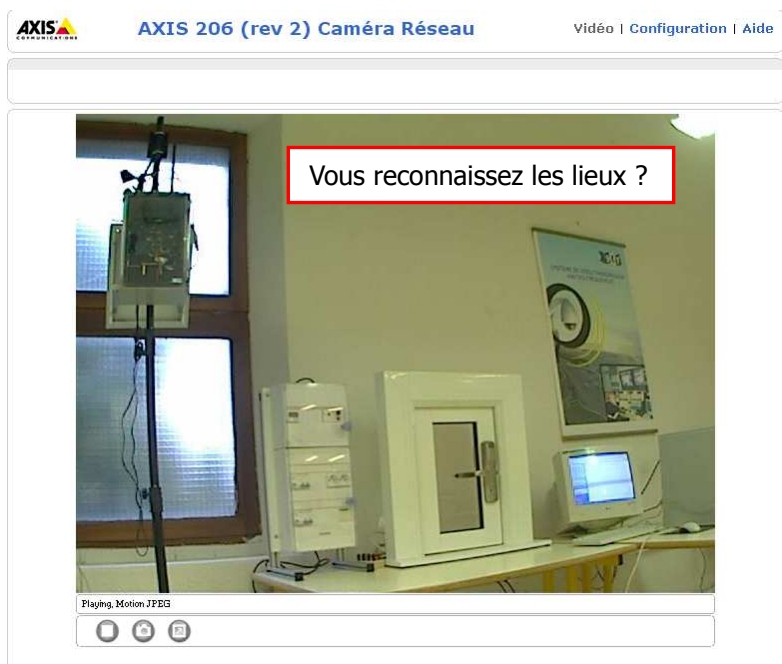 AXIS
COMMUNICATIONS
AXIS 206 (rev 2) Caméra Réseau
Vidéo | Configuration | Aide
Vous reconnaissez les lieux ?
Playing, Motion JPEG